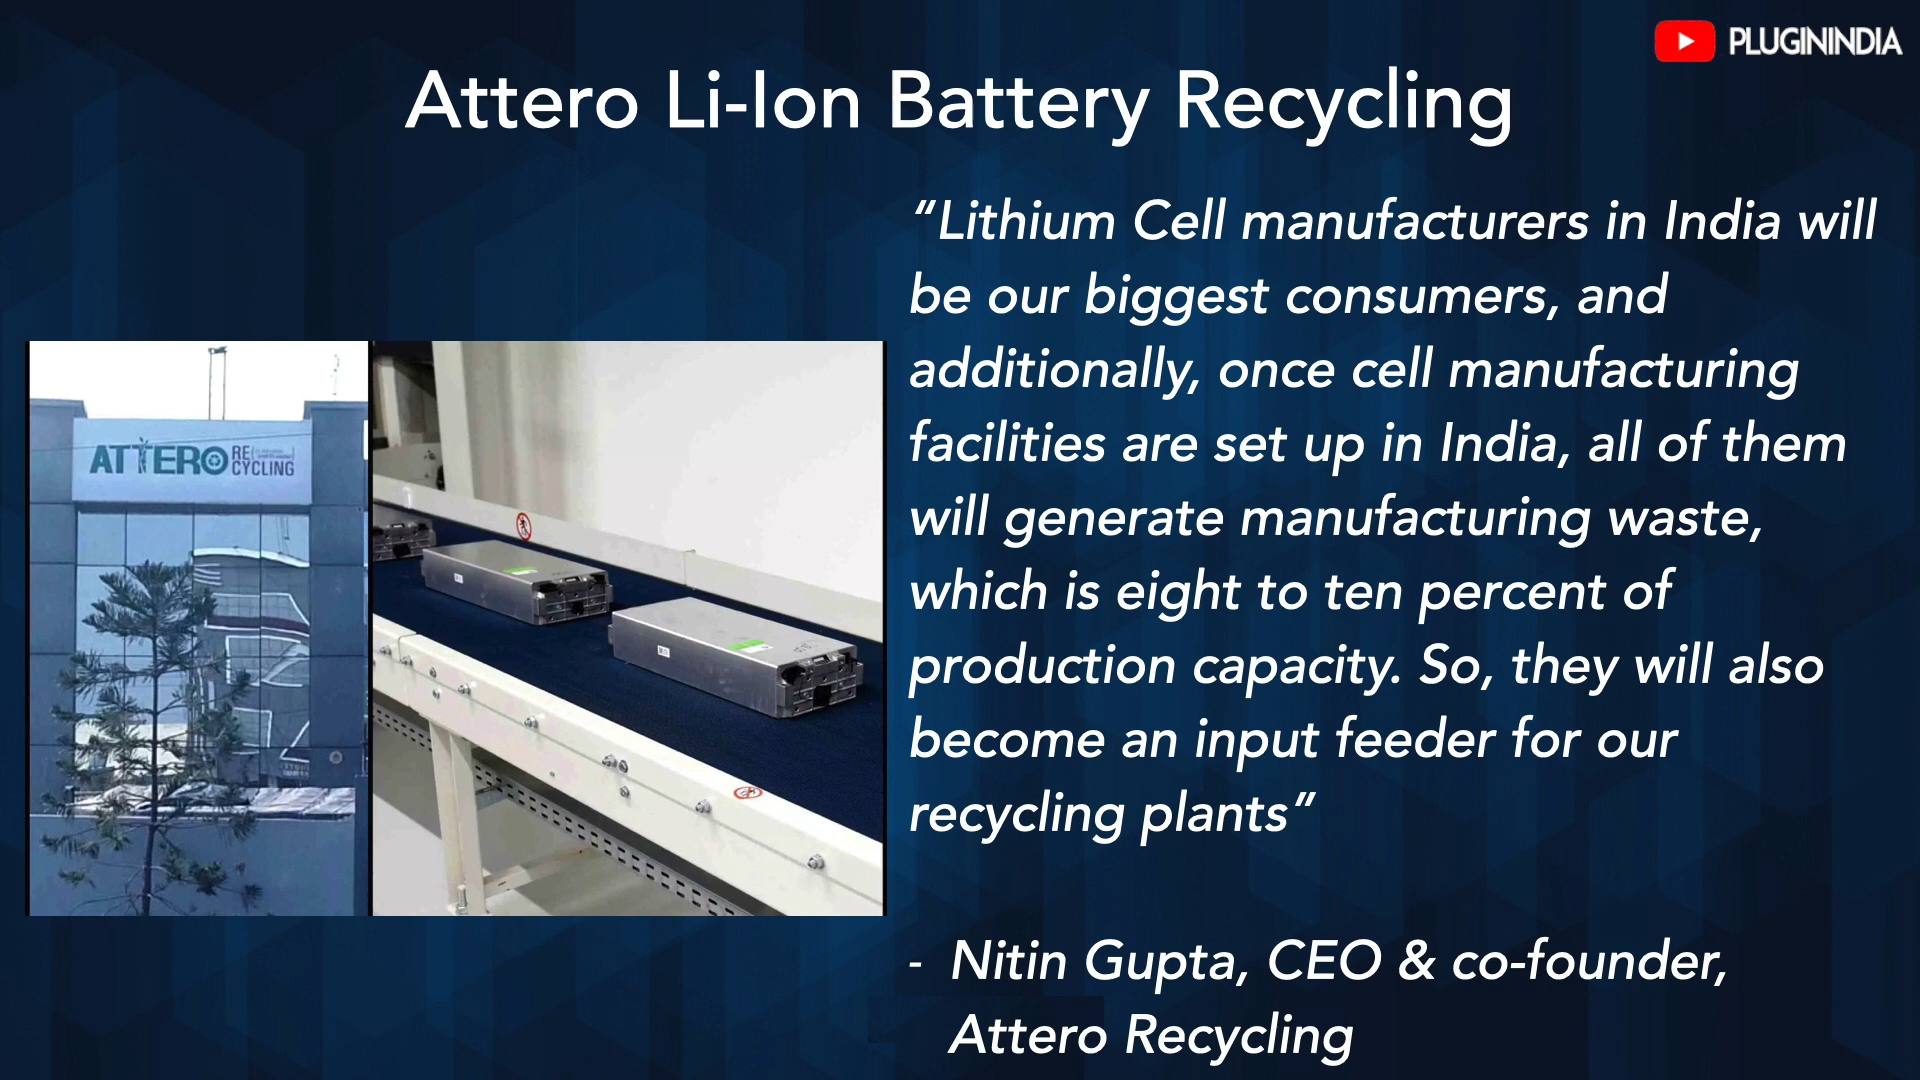 PLUGININDIA
Attero Li-Ion Battery Recycling
“Lithium Cell manufacturers in India will
be our biggest consumers, and
additionally, once cell manufacturing
facilities are set up in India, all of them
will generate manufacturing waste,
which is eight to ten percent of
production capacity. So, they will also
become an input feeder for our
recycling plants”
- Nitin Gupta, CEO & co-founder,
Attero Recycling
ATTERO RE
CYCLING